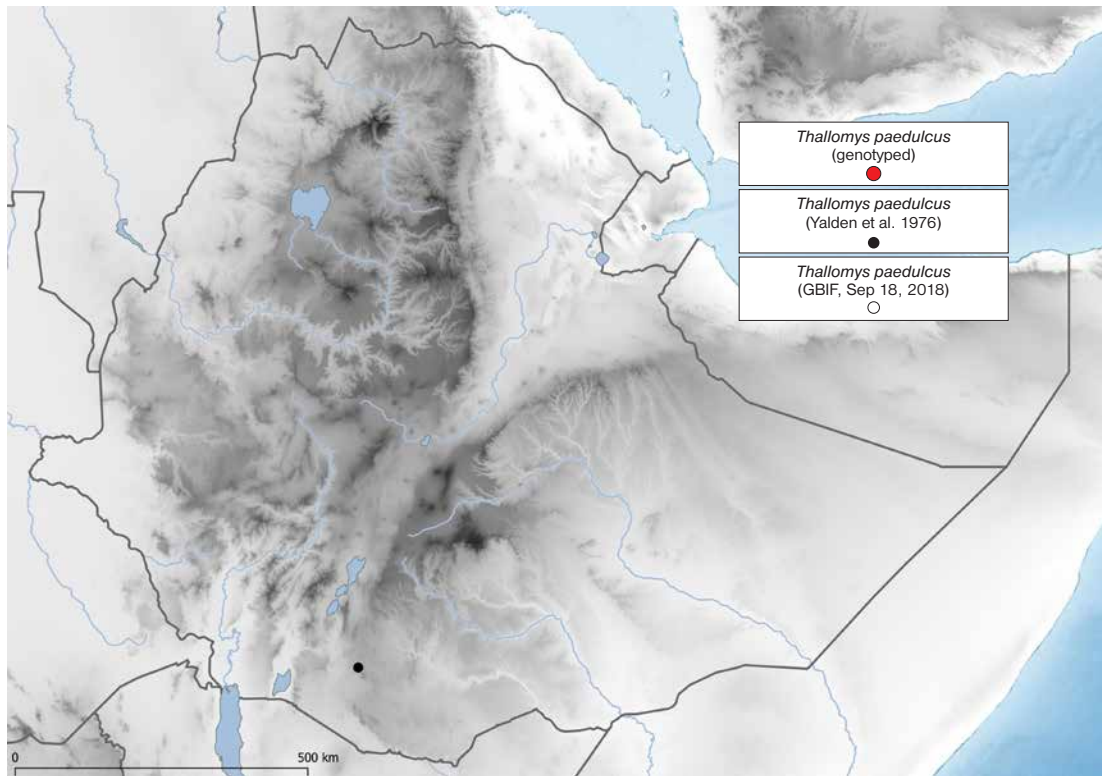 Thallomys paedulcus
(genotyped)
Thallomys paedulcus
(Yalden et al. 1976)
Thallomys paedulcus
(GBIF, Sep 18, 2018)
0 500 km